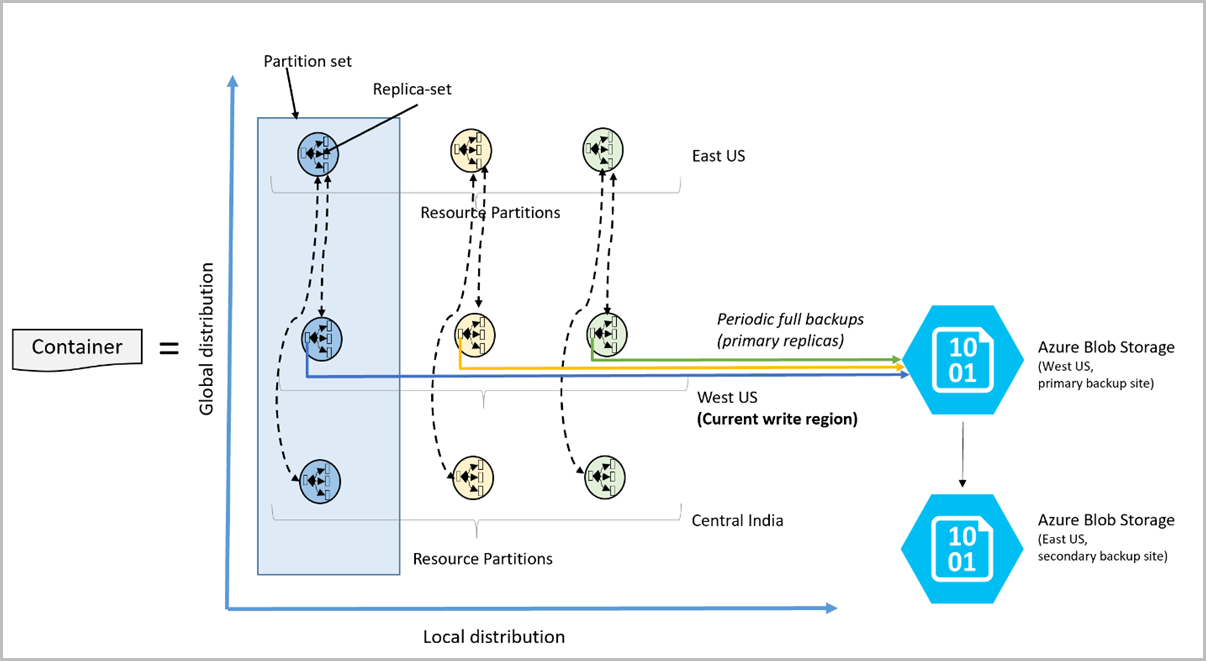 Partition set
Replica-set
East US
Resource Partitions
Global distribution
Container
=
Periodic full backups
(primary replicas)
10
01
Azure Blob Storage
(West US,
primary backup site)
West US
(Current write region)
Central India
Resource Partitions
10
01
Azure Blob Storage
(East US,
secondary backup site)
Local distribution